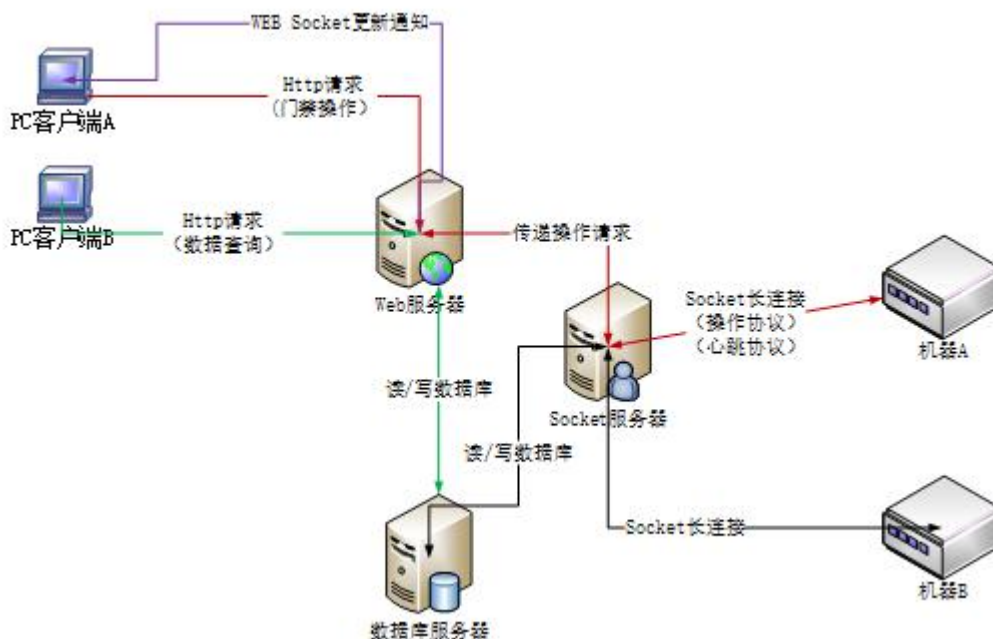 WEB Socket更新通知
Http请求
（门禁操作）
PC客户端A
PC客户端B
Http请求
（数据查询）
传递操作请求
Web服务器
Socket长连接
（操作协议）
（心跳协议）
机器A
读/写数据库
Socket服务器
读/写数据库
Socket长连接
机器B
数据库服务器